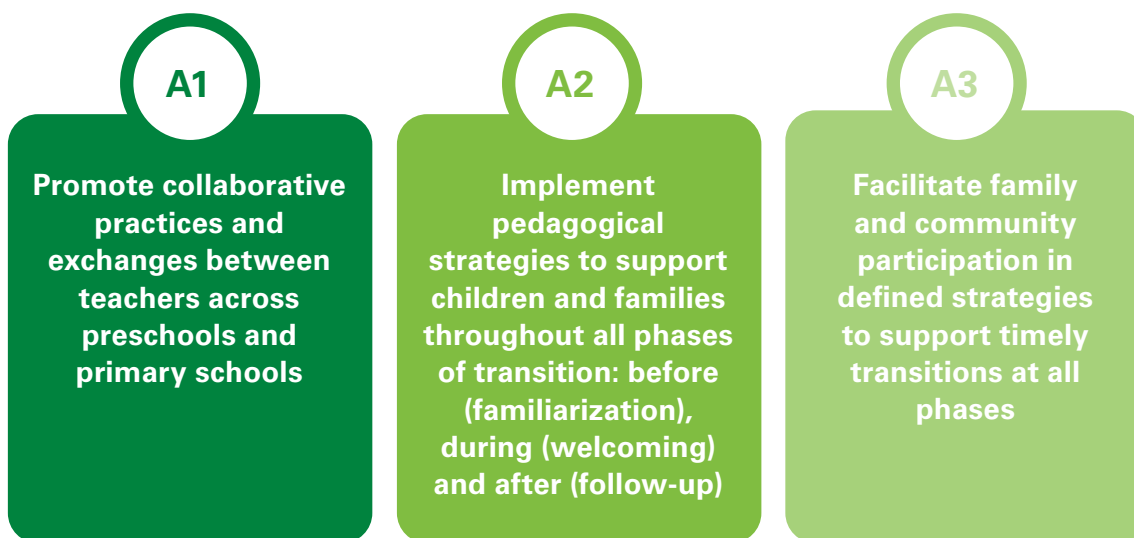 A1
Promote collaborative
practices and
exchanges between
teachers across
preschools and
primary schools
A2
Implement
pedagogical
strategies to support
children and families
throughout all phases
of transition: before
(familiarization),
during (welcoming)
and after (follow-up)
A3
Facilitate family
and community
participation in
defined strategies
to support timely
transitions at all
phases